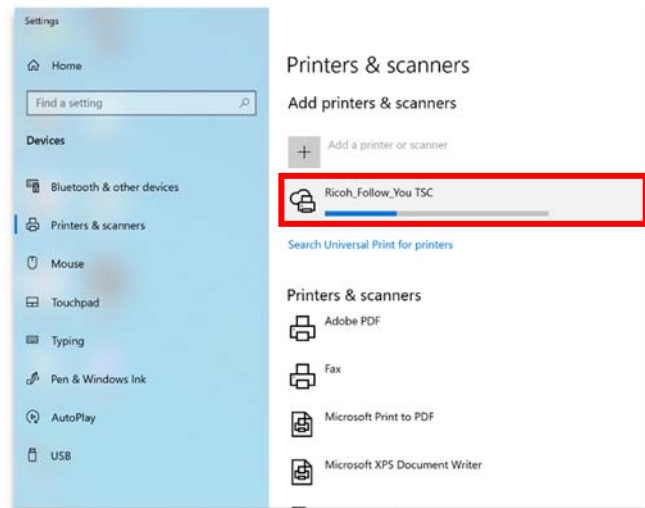 Settings
Home
Find a setting
Devices
Bluetooth & other devices
Printers & scanners
Mouse
Touchpad
Typing
Pen & Windows Ink
AutoPlay
USB
Printers & scanners
Add printers & scanners
Add a printer or scanner
Ricoh_Follow_You TSC
Search Universal Print for printers
Printers & scanners
Adobe PDF
Fax
Microsoft Print to PDF
Microsoft XPS Document Writer